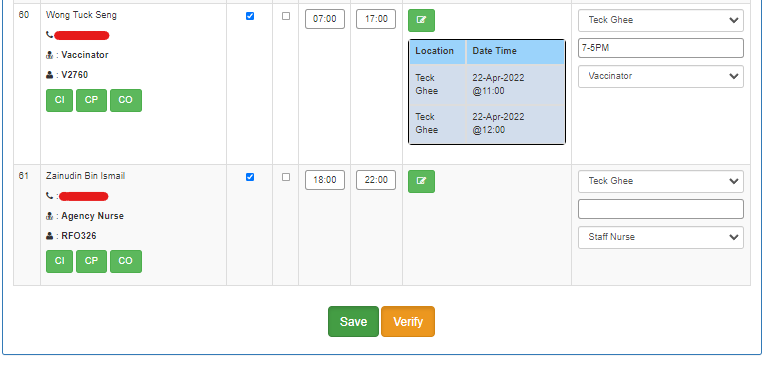 60 Wong Tuck Seng 07:00 17:00 Teck Ghee
Location Date Time 7-5PM
: Vaccinator
: V2760 Teck Ghee 22-Apr-2022 @11:00 Vaccinator
CI CP CO
Teck Ghee 22-Apr-2022 @12:00
61 Zainudin Bin Ismail 18:00 22:00 Teck Ghee
:
: Agency Nurse
: RFO326 Staff Nurse
CI CP CO
Save Verify